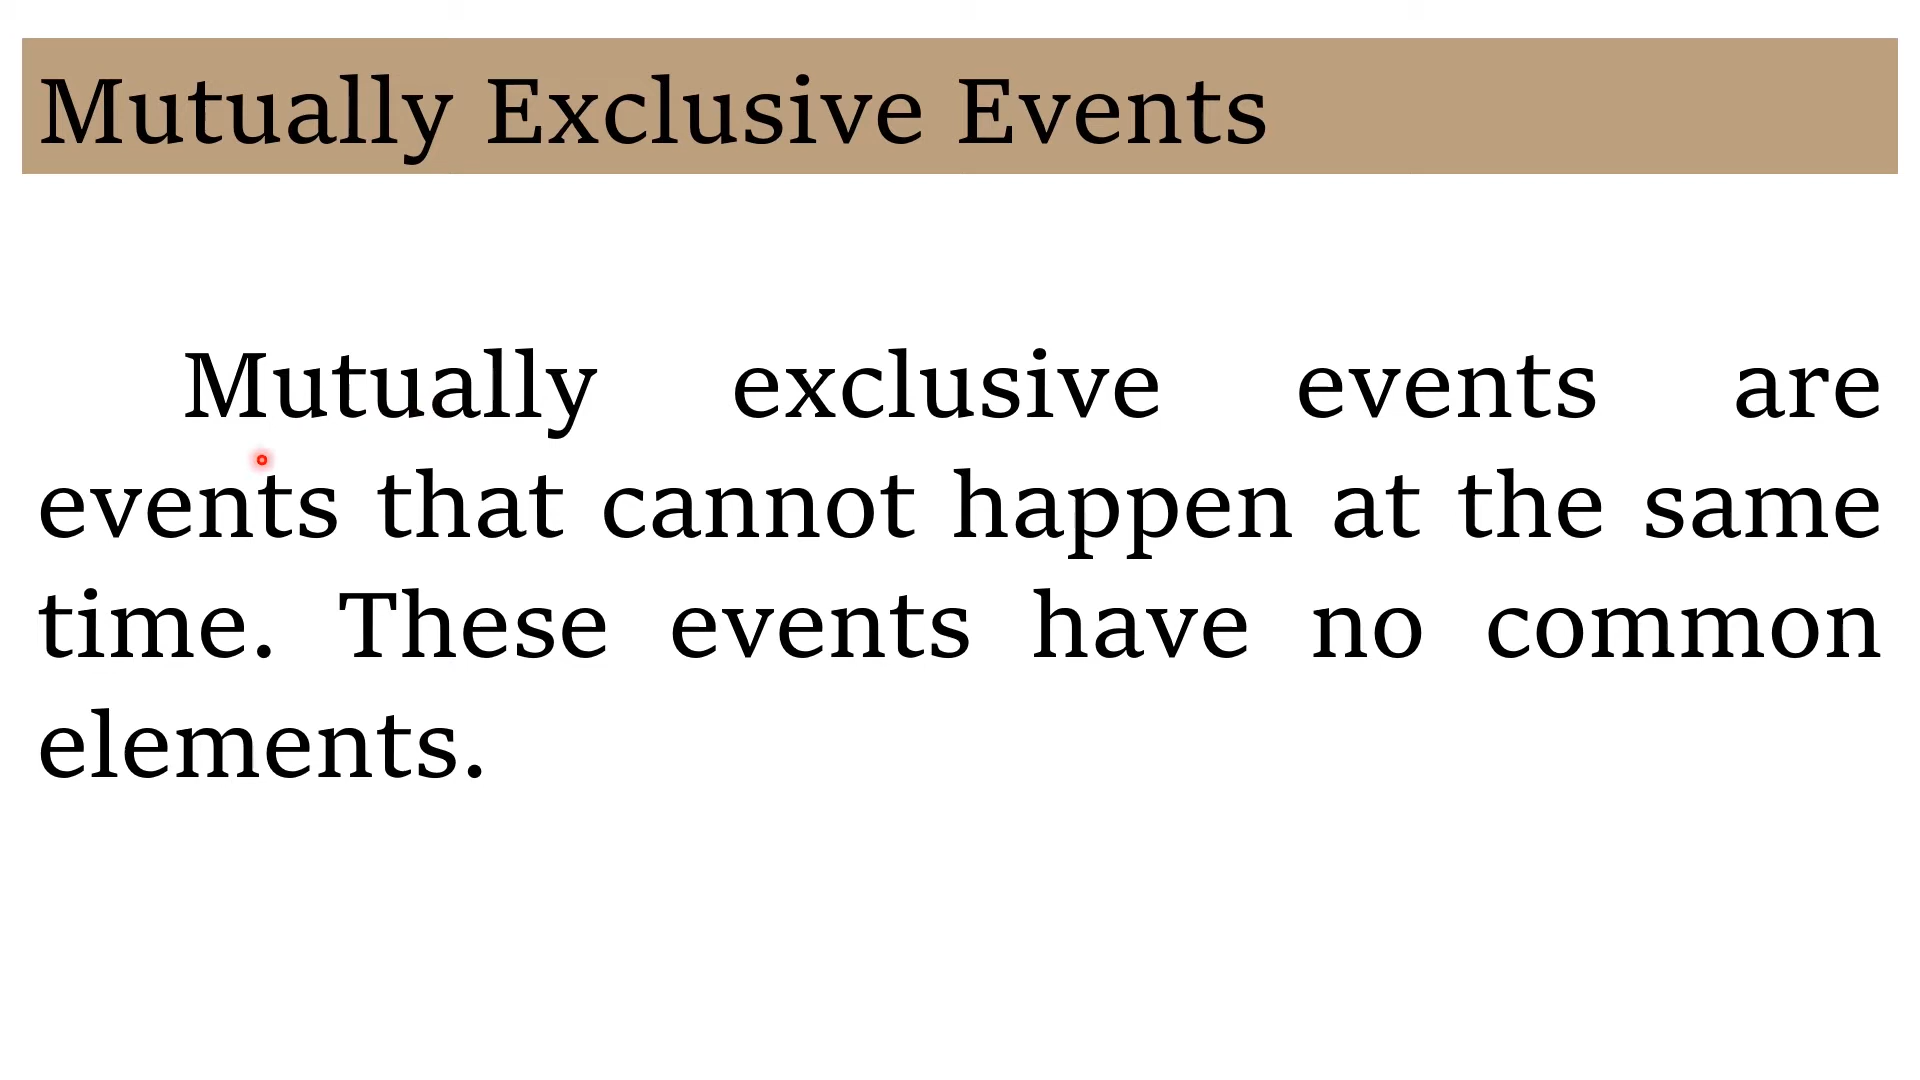 Mutually Exclusive Events
Mutually exclusive events are
events that cannot happen at the same
time. These events have no common
elements.